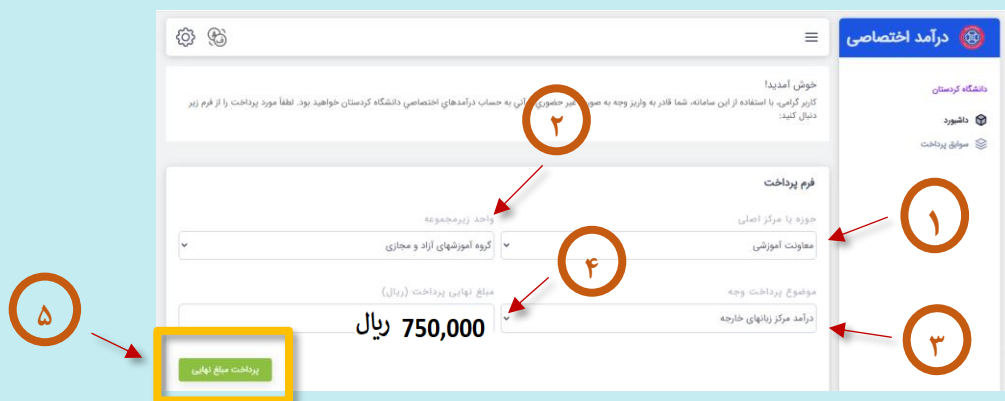 درآمد اختصاصی
دانشگاه کردستان
داشبورد
سوابق پرداخت
خوش آمدید!
کاربر گرامی، با استفاده از این سامانه، شما قادر به واریز وجه به صورت غیر حضوری و آنی به حساب درآمدهای اختصاصی دانشگاه کردستان خواهید بود. لطفاً مورد پرداخت را از فرم زیر
دنبال کنید:
۲
فرم پرداخت
۱
حوزه یا مرکز اصلی
واحد زیرمجموعه
معاونت آموزشی
گروه آموزشهای آزاد و مجازی
۴
موضوع پرداخت وجه
مبلغ نهایی پرداخت (ریال)
درآمد مرکز زبانهای خارجه
750,000 ریال
۳
۵
پرداخت مبلغ نهایی